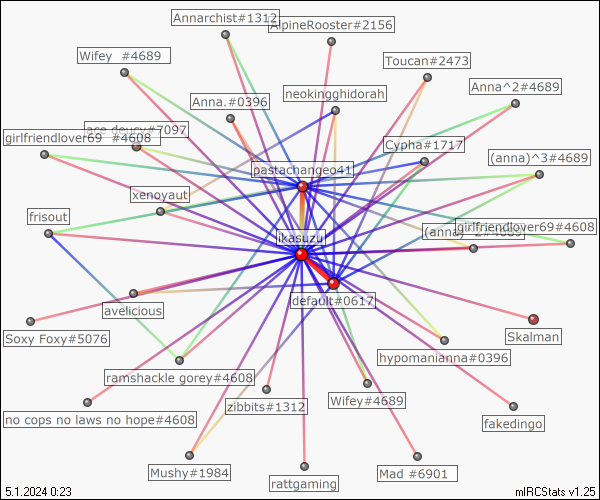 Annarchist#1312
AlpineRooster#2156
Wifey #4689
Toucan#2473
Anna^2#4689
neokingghidorah
Anna.#0396
ace deucy#7097
girlfriendlover69 #4608
Cypha#1717
(anna)^3#4689
pastachangeo41
xenoyaut
frisout
girlfriendlover69#4608
ikasuzu
default#0617
avelicious
Soxy Foxy#5076
Skalman
hypomanianna#0396
ramshackle gorey#4608
zibbits#1312
Wifey#4689
no cops no laws no hope#4608
fakedingo
Mushy#1984
rattgaming
Mad #6901
5.1.2024 0:23
mIRCStats v1.25